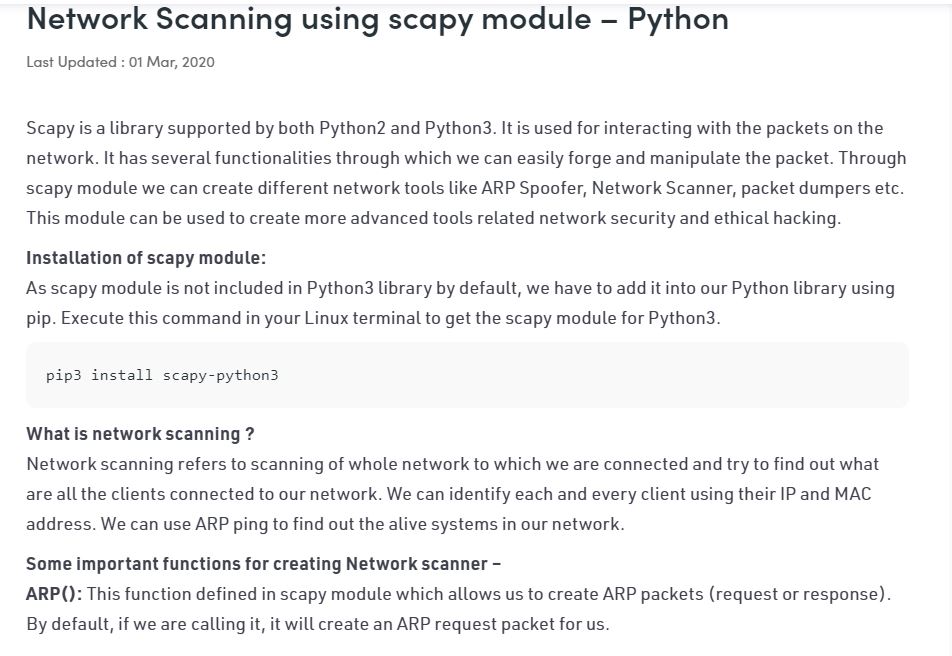 Network Scanning using scapy module – Python
Last Updated : 01 Mar, 2020
Scapy is a library supported by both Python2 and Python3. It is used for interacting with the packets on the
network. It has several functionalities through which we can easily forge and manipulate the packet. Through
scapy module we can create different network tools like ARP Spoofer, Network Scanner, packet dumpers etc.
This module can be used to create more advanced tools related network security and ethical hacking.
Installation of scapy module:
As scapy module is not included in Python3 library by default, we have to add it into our Python library using
pip. Execute this command in your Linux terminal to get the scapy module for Python3.
pip3 install scapy-python3
What is network scanning ?
Network scanning refers to scanning of whole network to which we are connected and try to find out what
are all the clients connected to our network. We can identify each and every client using their IP and MAC
address. We can use ARP ping to find out the alive systems in our network.
Some important functions for creating Network scanner –
ARP(): This function defined in scapy module which allows us to create ARP packets (request or response).
By default, if we are calling it, it will create an ARP request packet for us.